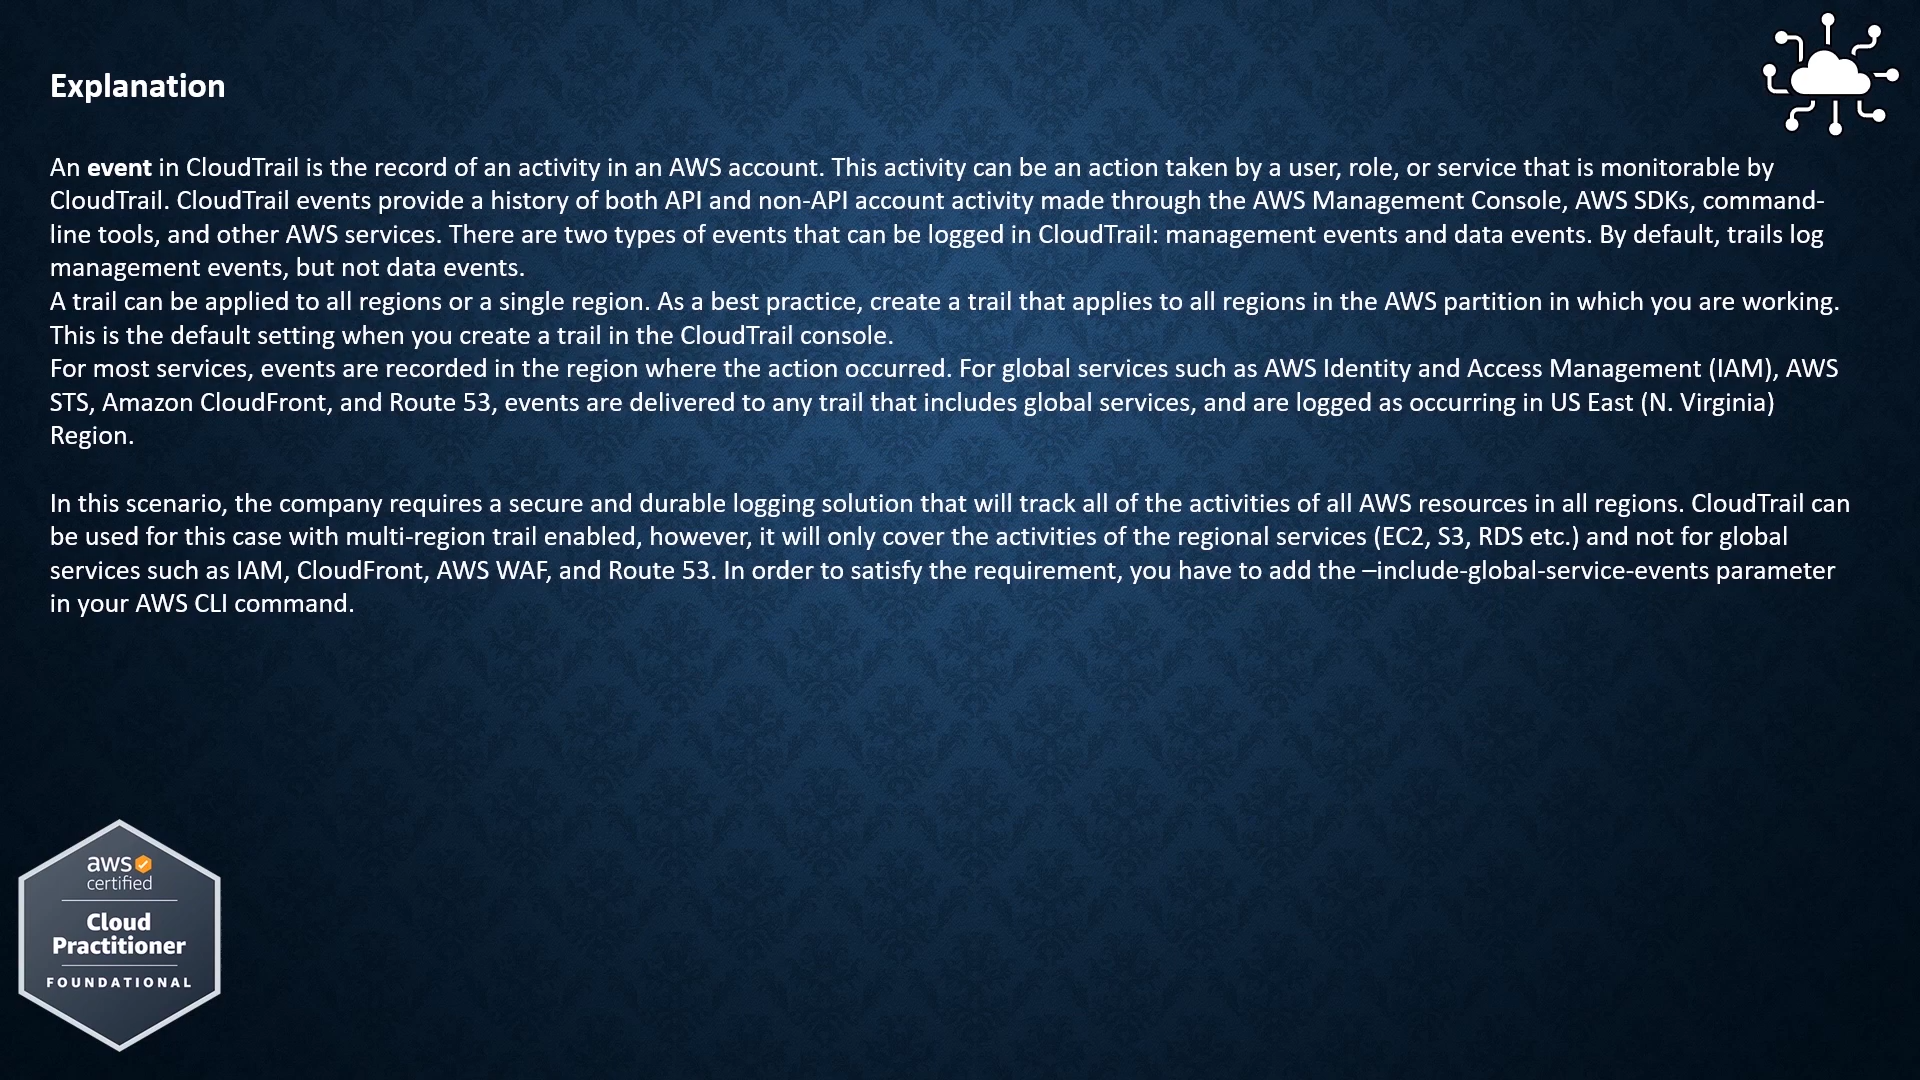 Explanation
An event in CloudTrail is the record of an activity in an AWS account. This activity can be an action taken by a user, role, or service that is monitorable by
CloudTrail. CloudTrail events provide a history of both API and non-API account activity made through the AWS Management Console, AWS SDKs, command-
line tools, and other AWS services. There are two types of events that can be logged in CloudTrail: management events and data events. By default, trails log
management events, but not data events.
A trail can be applied to all regions or a single region. As a best practice, create a trail that applies to all regions in the AWS partition in which you are working.
This is the default setting when you create a trail in the CloudTrail console.
For most services, events are recorded in the region where the action occurred. For global services such as AWS Identity and Access Management (IAM), AWS
STS, Amazon CloudFront, and Route 53, events are delivered to any trail that includes global services, and are logged as occurring in US East (N. Virginia)
Region.
In this scenario, the company requires a secure and durable logging solution that will track all of the activities of all AWS resources in all regions. CloudTrail can
be used for this case with multi-region trail enabled, however, it will only cover the activities of the regional services (EC2, S3, RDS etc.) and not for global
services such as IAM, CloudFront, AWS WAF, and Route 53. In order to satisfy the requirement, you have to add the –include-global-service-events parameter
in your AWS CLI command.
aws
certified
Cloud
Practitioner
FOUNDATIONAL